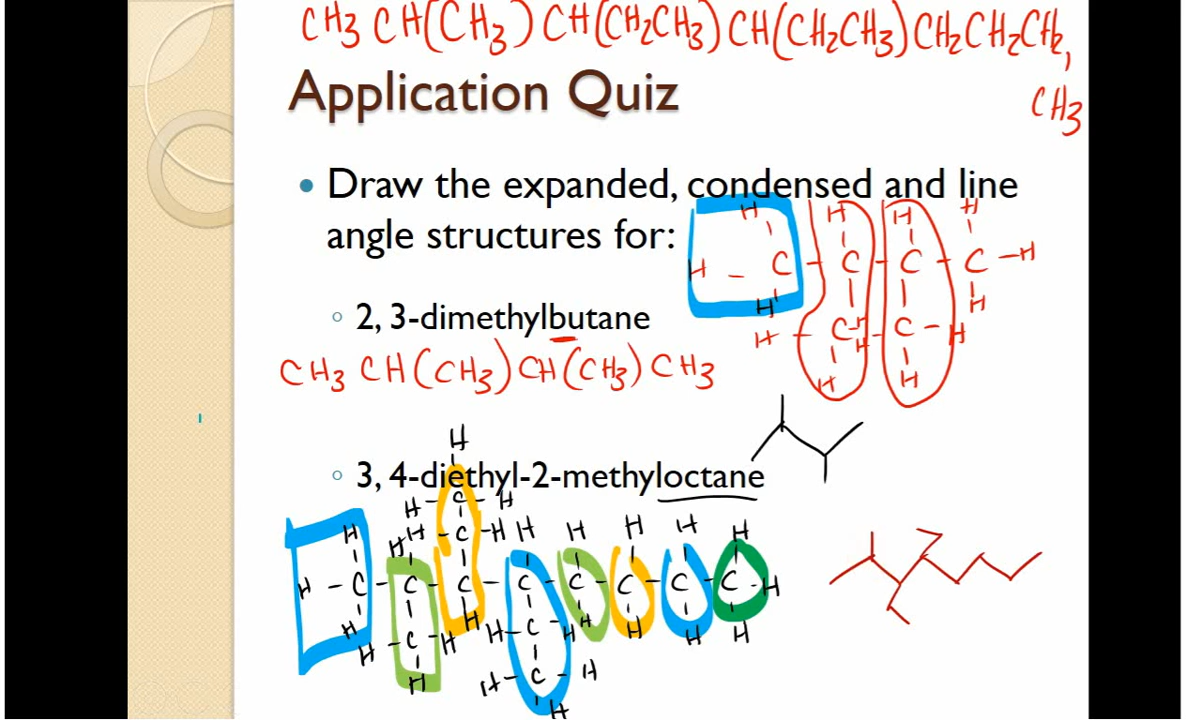 CH3 CH(CH3) CH(CH2CH3) CH(CH2CH3) CH2CH2CH2,
CH3
Application Quiz
• Draw the expanded, condensed and line
angle structures for:
H H H H
H - C - C - C - C - H
H H
H - C - H H - C - H
H H
◦ 2, 3-dimethylbutane
CH3 CH(CH3) CH(CH3) CH3
H
◦ 3, 4-diethyl-2-methyloctane
H - C - H
H H H - C - H H H H H H
H - C - C - C - C - C - C - C - C - H
H H H H H H H
H - C - H H - C - H
H H - C - H
H